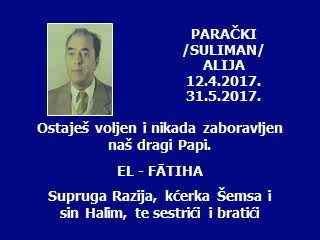 PARAČKI
/SULIMAN/
ALIJA
12.4.2017.
31.5.2017.
Ostaješ voljen i nikada zaboravljen
naš dragi Papi.
EL - FĀTIHA
Supruga Razija, kćerka Šemsa i
sin Halim, te sestrići i bratići